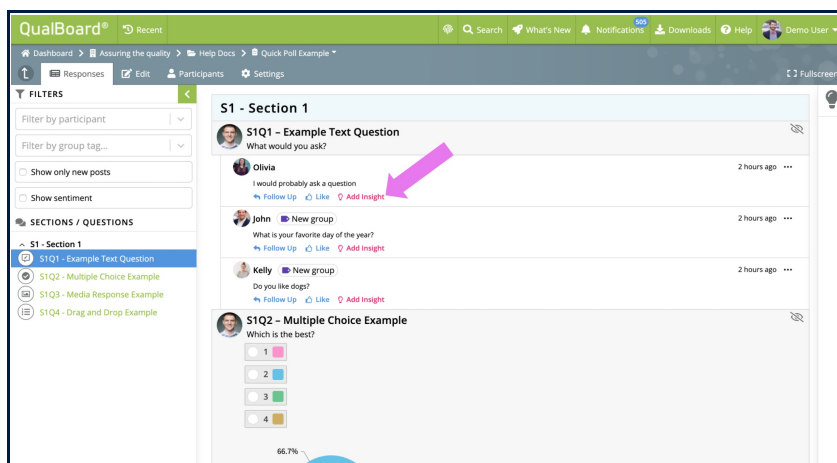 QualBoard® Recent Search What's New Notifications 505 Downloads Help Demo User
Dashboard Assuring the quality Help Docs Quick Poll Example
Responses Edit Participants Settings Fullscreen
FILTERS
Filter by participant
Filter by group tag...
Show only new posts
Show sentiment
SECTIONS / QUESTIONS
S1 - Section 1
S1Q1 - Example Text Question
S1Q2 - Multiple Choice Example
S1Q3 - Media Response Example
S1Q4 - Drag and Drop Example
S1 - Section 1
S1Q1 – Example Text Question
What would you ask?
Olivia 2 hours ago
I would probably ask a question
Follow Up Like Add Insight
John New group 2 hours ago
What is your favorite day of the year?
Follow Up Like Add Insight
Kelly New group 2 hours ago
Do you like dogs?
Follow Up Like Add Insight
S1Q2 – Multiple Choice Example
Which is the best?
1
2
3
4
66.7%